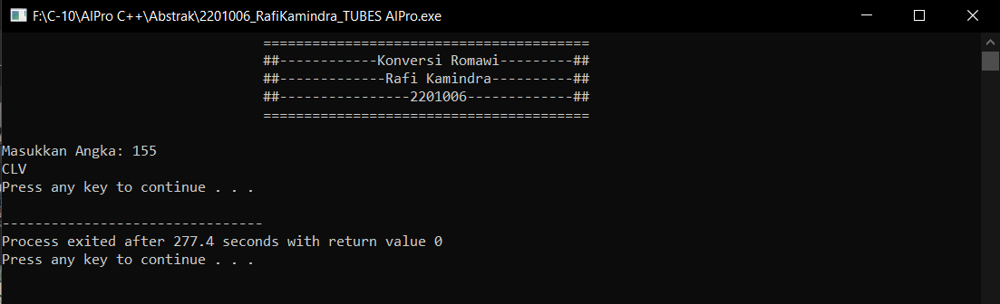 F:\C-10\AlPro C++\Abstrak\2201006_RafiKamindra_TUBES AlPro.exe
========================================
##------------Konversi Romawi---------##
##-------------Rafi Kamindra----------##
##----------------2201006-------------##
========================================
Masukkan Angka: 155
CLV
Press any key to continue . . .
--------------------------------
Process exited after 277.4 seconds with return value 0
Press any key to continue . . .